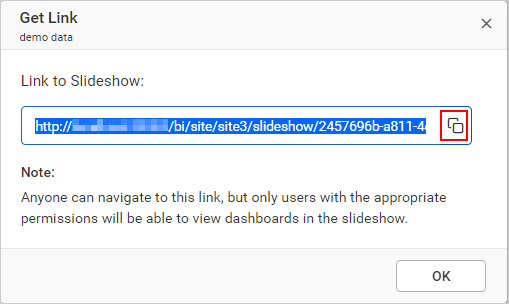 Get Link
demo data
Link to Slideshow:
http:// /bi/site/site3/slideshow/2457696b-a811-4
Note:
Anyone can navigate to this link, but only users with the appropriate
permissions will be able to view dashboards in the slideshow.
OK